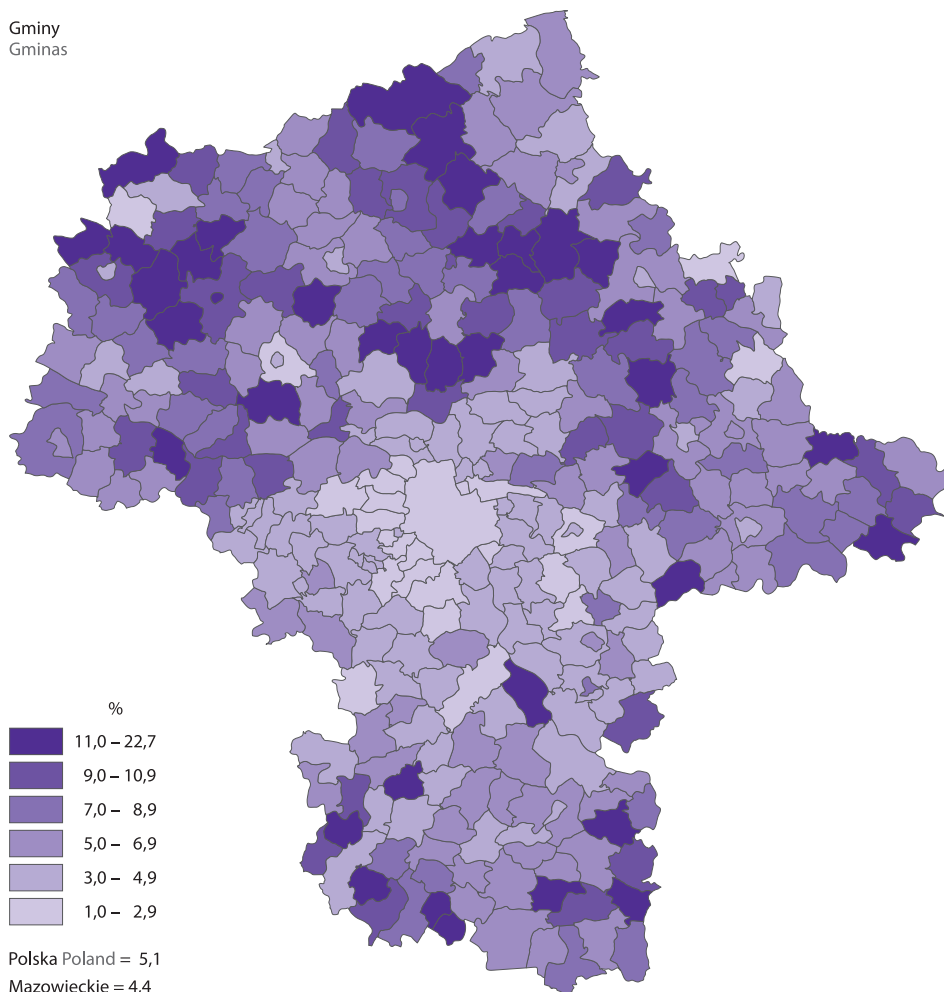 Gminy
Gminas
%
11,0 – 22,7
9,0 – 10,9
7,0 – 8,9
5,0 – 6,9
3,0 – 4,9
1,0 – 2,9
Polska Poland = 5,1
Mazowieckie = 4,4